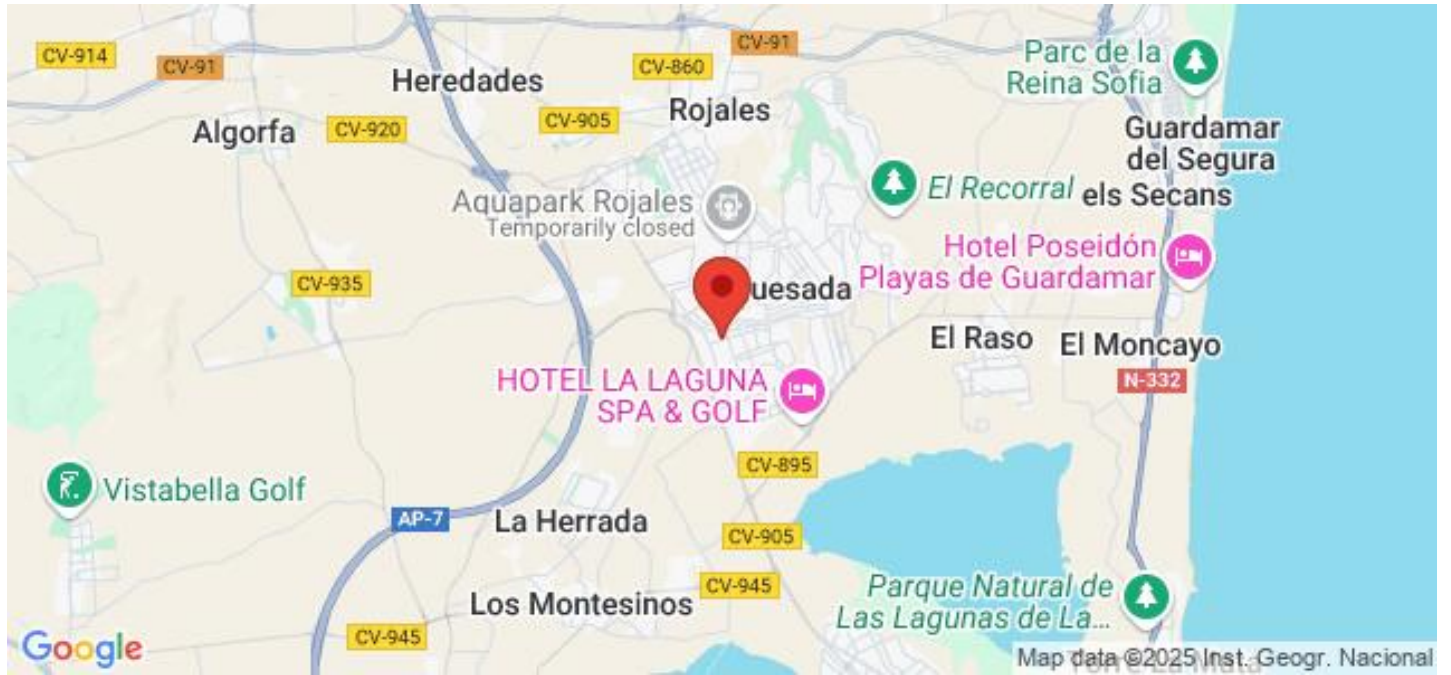 CV-914
CV-91
CV-91
Parc de la
Reina Sofia
Heredades
CV-860
Rojales
Algorfa
CV-920
CV-905
Guardamar
del Segura
Aquapark Rojales
Temporarily closed
El Recorral
els Secans
CV-935
uesada
Hotel Poseidón
Playas de Guardamar
El Raso
El Moncayo
HOTEL LA LAGUNA
SPA & GOLF
N-332
CV-895
Vistabella Golf
AP-7
La Herrada
CV-905
CV-945
Los Montesinos
Parque Natural de
Las Lagunas de La...
CV-945
Google
Map data ©2025 Inst. Geogr. Nacional